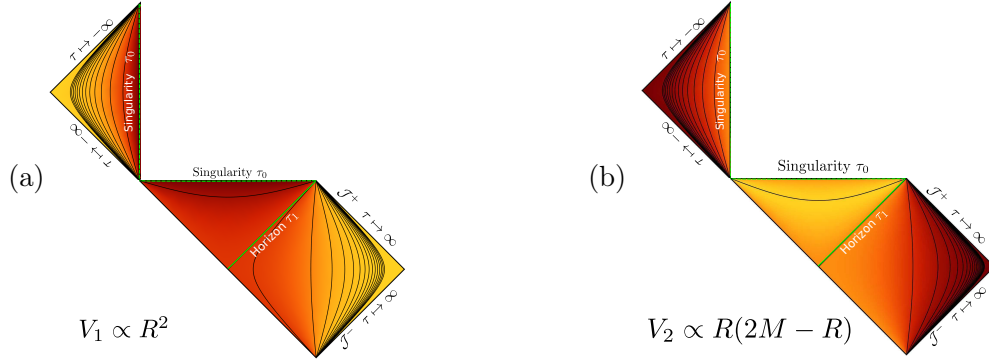 (a)
τ ↦ −∞
Singularity τ₀
τ ↦ −∞
Singularity τ₀
Horizon τ₁
𝒥⁺ τ ↦ ∞
𝒥⁻ τ ↦ ∞
V₁ ∝ R²
(b)
τ ↦ −∞
Singularity τ₀
τ ↦ −∞
Singularity τ₀
Horizon τ₁
𝒥⁺ τ ↦ ∞
𝒥⁻ τ ↦ ∞
V₂ ∝ R(2M − R)